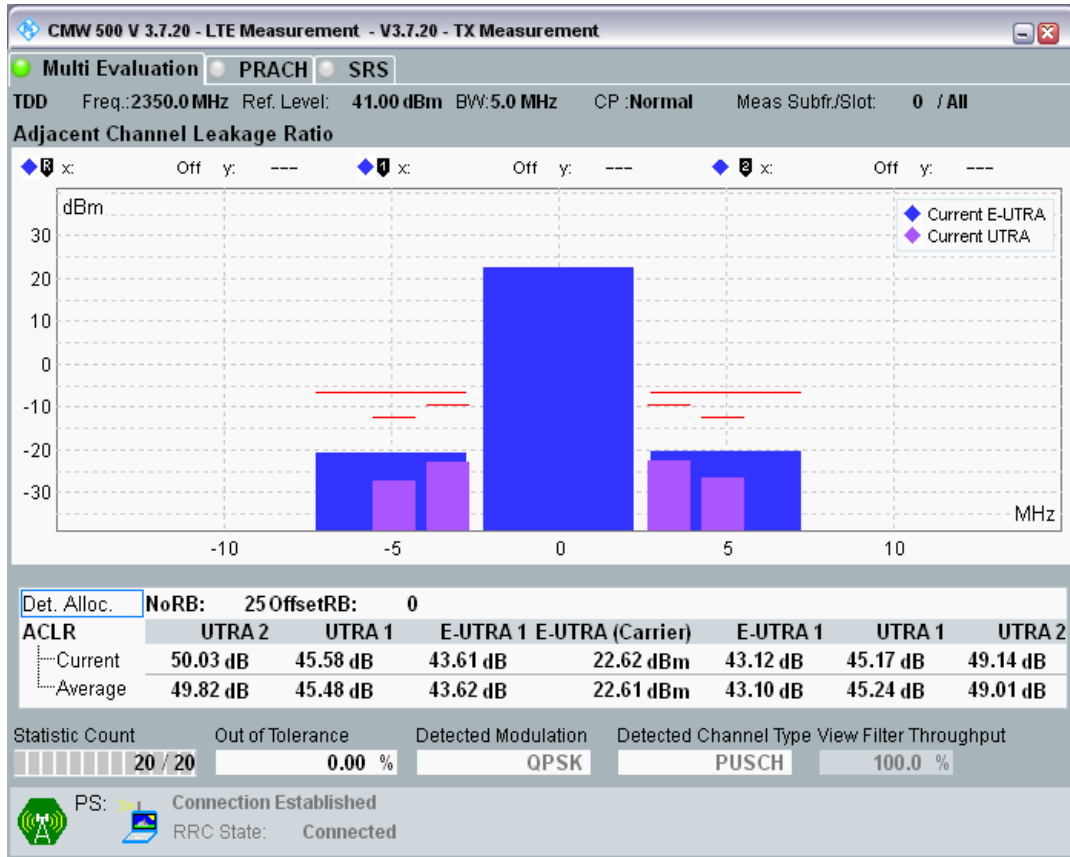 CMW 500 V 3.7.20 - LTE Measurement - V3.7.20 - TX Measurement
Multi Evaluation PRACH SRS
TDD Freq.:2350.0 MHz Ref. Level: 41.00 dBm BW:5.0 MHz CP :Normal Meas Subfr./Slot: 0 / All
Adjacent Channel Leakage Ratio
R x: Off y: --- 1 x: Off y: --- 2 x: Off y: ---
dBm
Current E-UTRA
Current UTRA
30
20
10
0
-10
-20
-30
MHz
-10 -5 0 5 10
Det. Alloc. NoRB: 25 OffsetRB: 0
ACLR UTRA 2 UTRA 1 E-UTRA 1 E-UTRA (Carrier) E-UTRA 1 UTRA 1 UTRA 2
Current 50.03 dB 45.58 dB 43.61 dB 22.62 dBm 43.12 dB 45.17 dB 49.14 dB
Average 49.82 dB 45.48 dB 43.62 dB 22.61 dBm 43.10 dB 45.24 dB 49.01 dB
Statistic Count Out of Tolerance Detected Modulation Detected Channel Type View Filter Throughput
20 / 20 0.00 % QPSK PUSCH 100.0 %
PS: Connection Established
RRC State: Connected